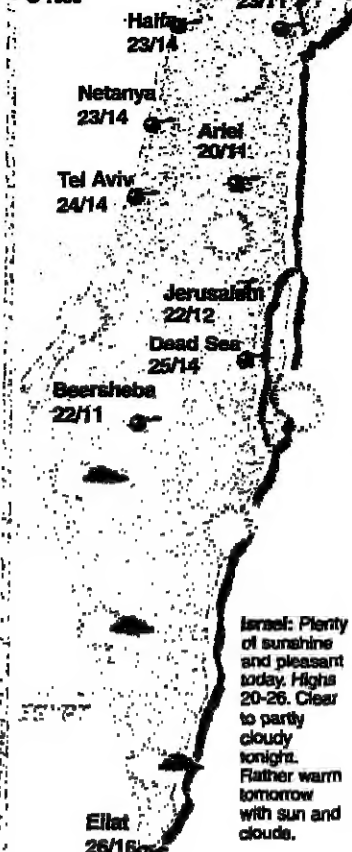 Haifa
23/14
23/11
Netanya
23/14
Ariel
20/11
Tel Aviv
24/14
Jerusalem
22/12
Dead Sea
25/14
Beersheba
22/11
Israel: Plenty
of sunshine
and pleasant
today. Highs
20-26. Clear
to partly
cloudy
tonight.
Rather warm
tomorrow
with sun and
clouds.
Eilat
26/16